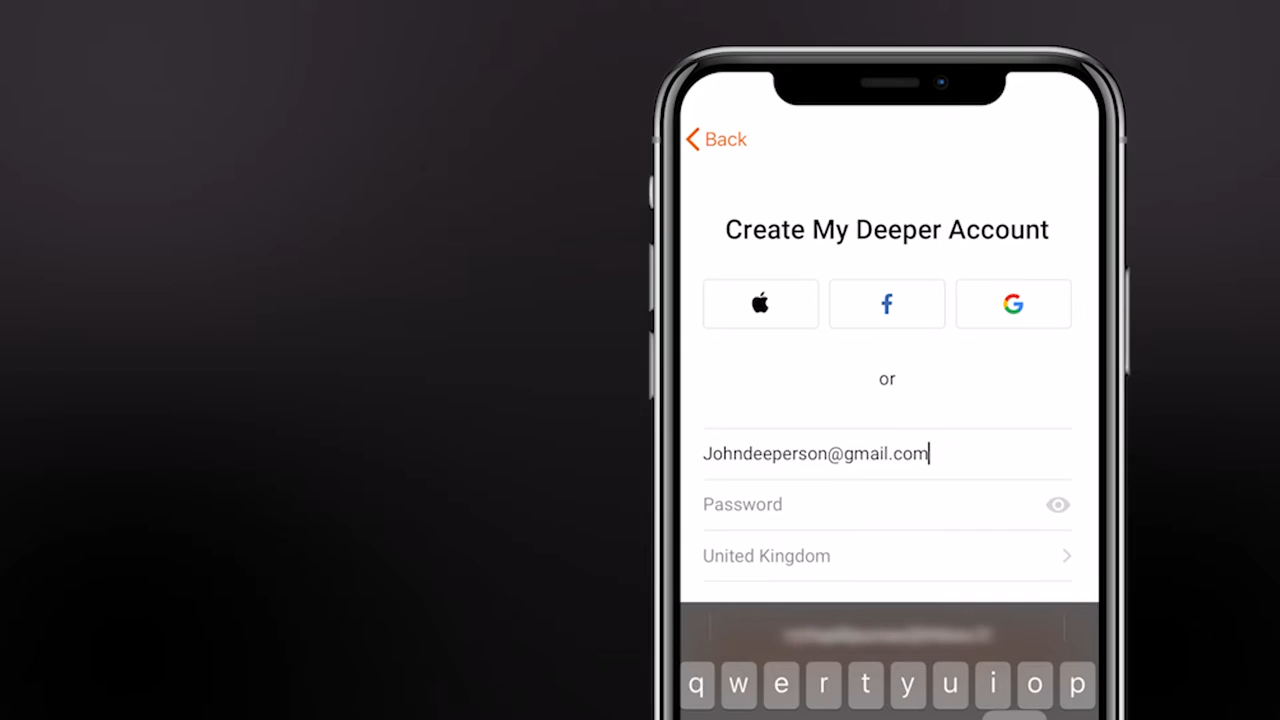 Back
Create My Deeper Account
or
Johndeeperson@gmail.com
Password
United Kingdom
q w e r t y u i o p